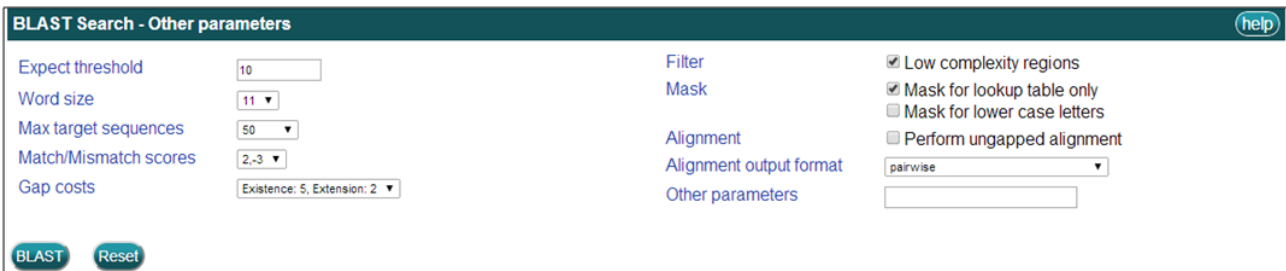 BLAST Search - Other parameters
help
Expect threshold
10
Word size
11
Max target sequences
50
Match/Mismatch scores
2,-3
Gap costs
Existence: 5, Extension: 2
Filter
Low complexity regions
Mask
Mask for lookup table only
Mask for lower case letters
Alignment
Perform ungapped alignment
Alignment output format
pairwise
Other parameters
BLAST
Reset